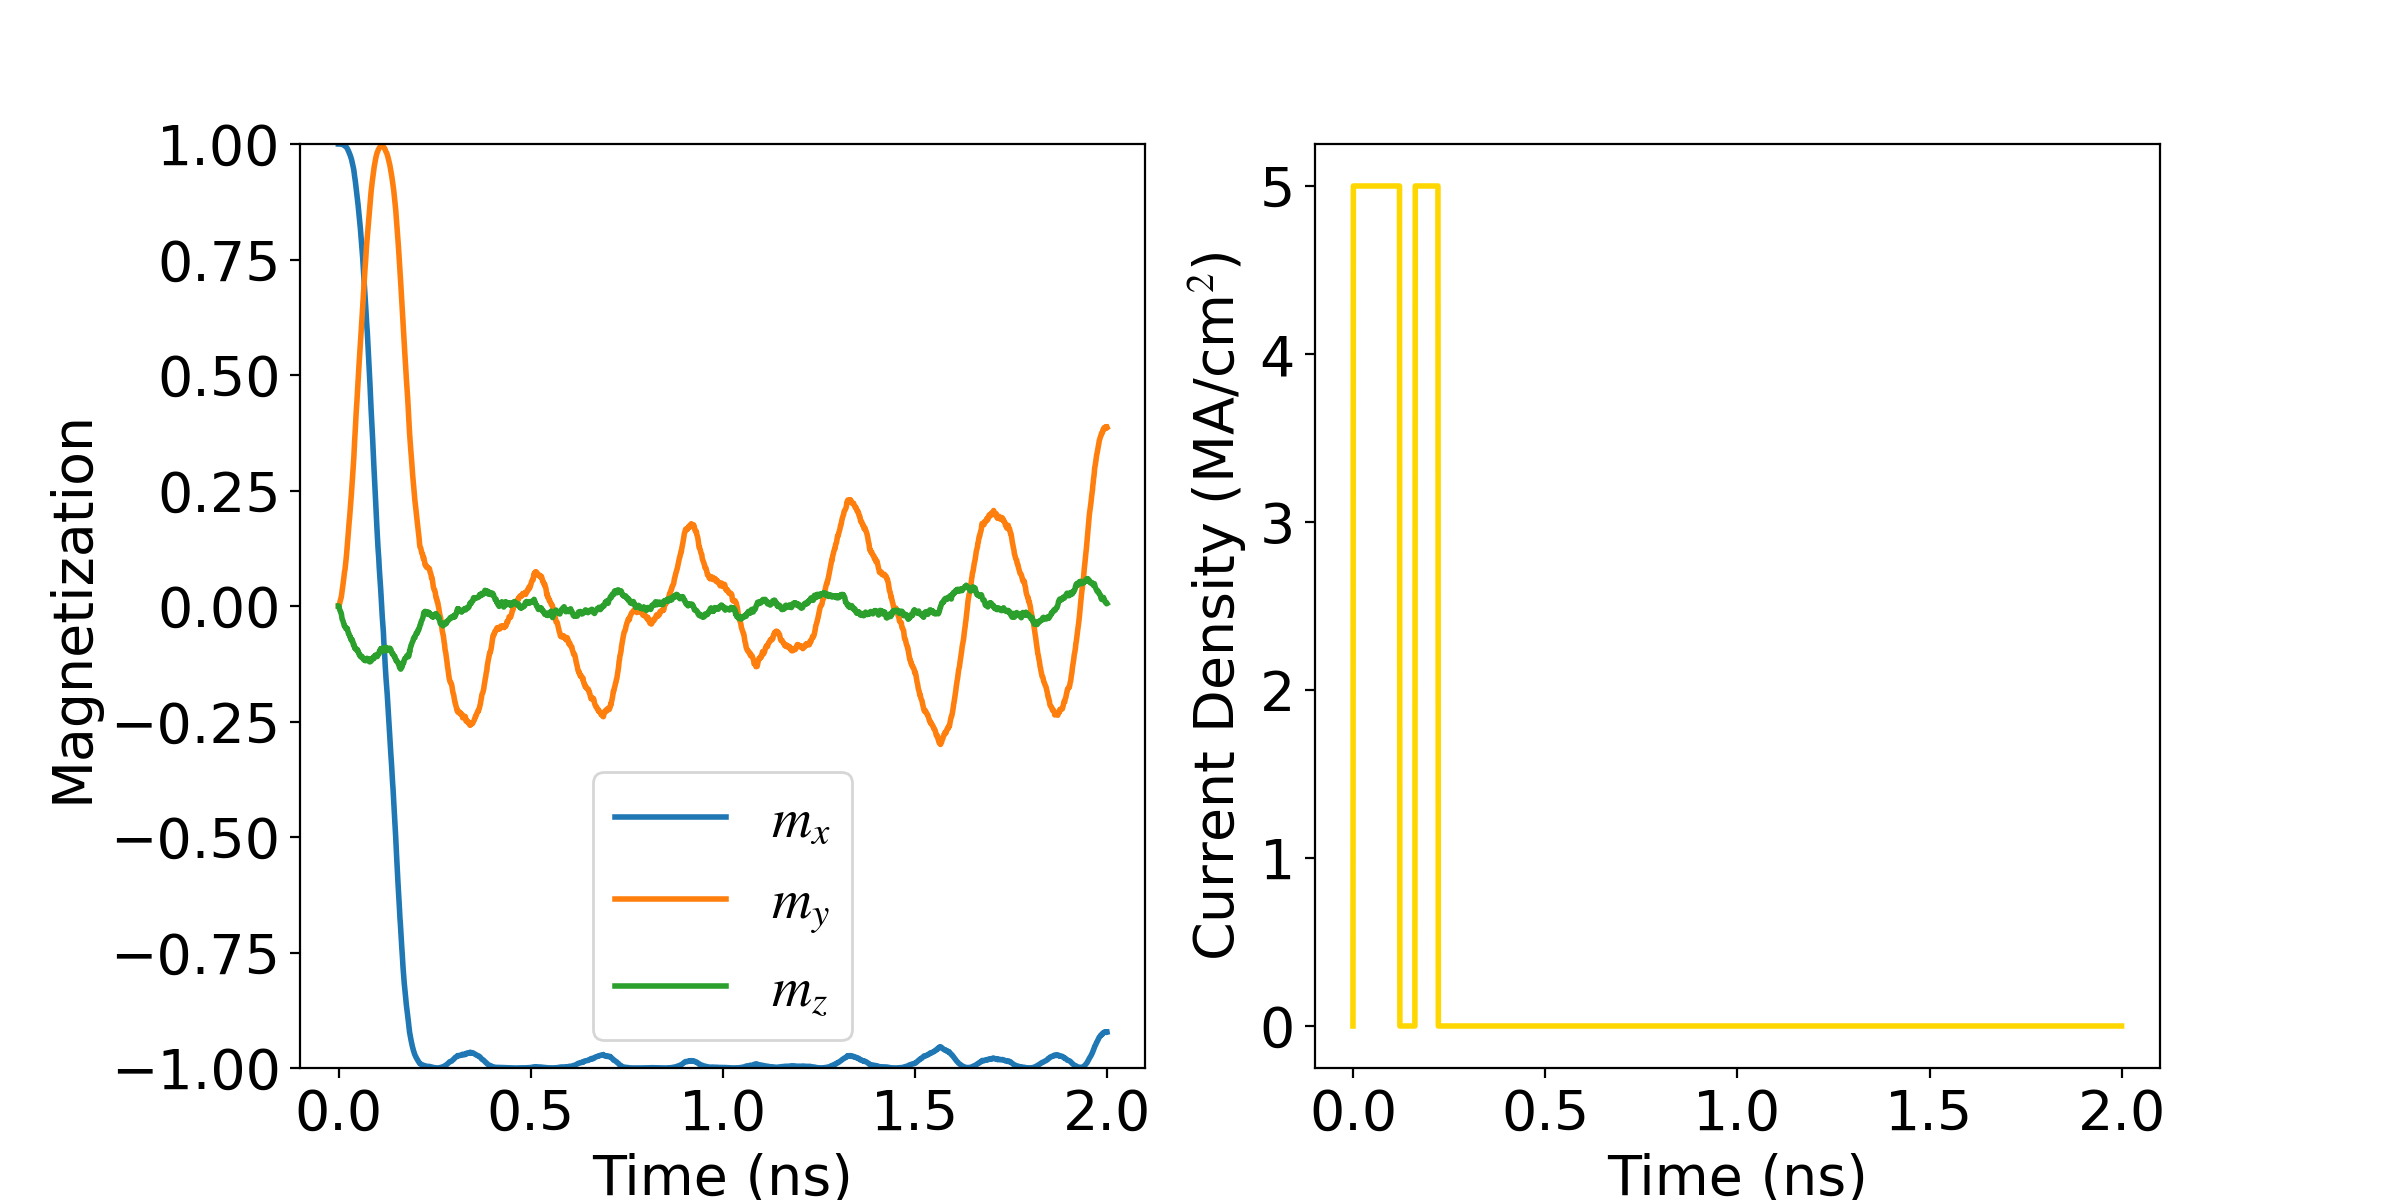 Magnetization
1.00
0.75
0.50
0.25
0.00
−0.25
−0.50
−0.75
−1.00
0.0 0.5 1.0 1.5 2.0
Time (ns)
m_x
m_y
m_z
Current Density (MA/cm²)
5
4
3
2
1
0
0.0 0.5 1.0 1.5 2.0
Time (ns)